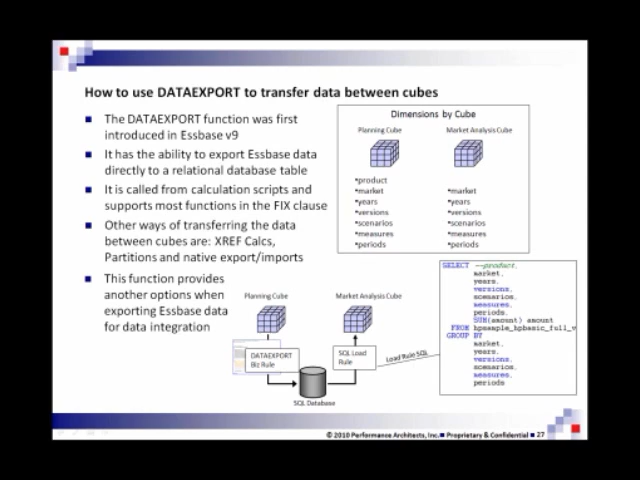 How to use DATAEXPORT to transfer data between cubes
The DATAEXPORT function was first
introduced in Essbase v9
It has the ability to export Essbase data
directly to a relational database table
It is called from calculation scripts and
supports most functions in the FIX clause
Other ways of transferring the data
between cubes are: XREF Calcs,
Partitions and native export/imports
This function provides
another options when
exporting Essbase data
for data integration
Dimensions by Cube
Planning Cube
Market Analysis Cube
•product
•market
•years
•versions
•scenarios
•measures
•periods
•market
•years
•versions
•scenarios
•measures
•periods
Planning Cube
Market Analysis Cube
DATAEXPORT
Biz Rule
SQL Load
Rule
SQL Database
Load Rule SQL
SELECT --product,
market,
years,
versions,
scenarios,
measures,
periods,
SUM(amount) amount
FROM hpsample_hpbasic_full_v
GROUP BY
market,
years,
versions,
scenarios,
measures,
periods
© 2010 Performance Architects, Inc. ■ Proprietary & Confidential ■ 27